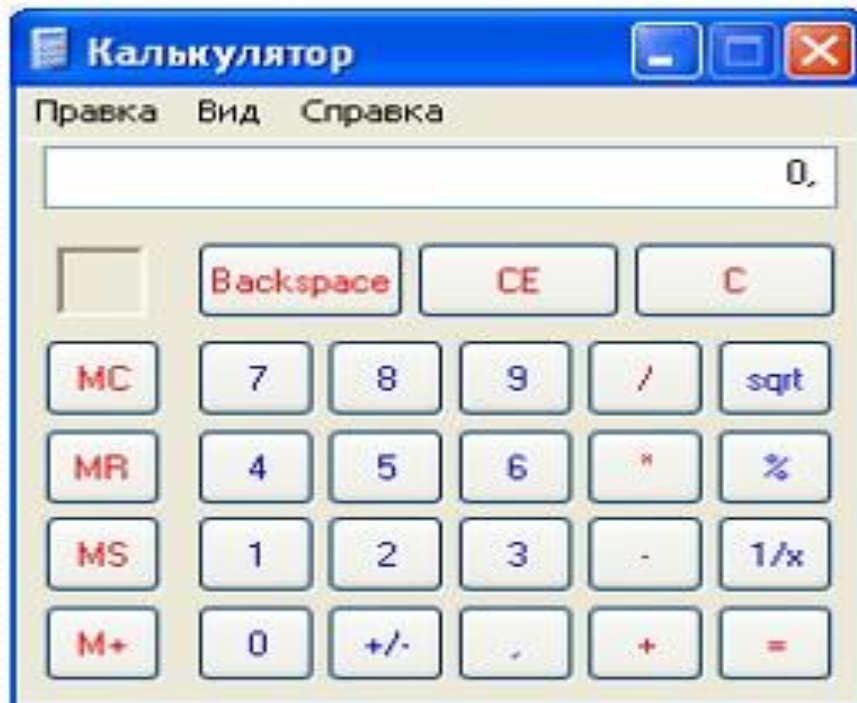 Калькулятор
Правка Вид Справка
0,
Backspace CE C
MC 7 8 9 / sqrt
MR 4 5 6 * %
MS 1 2 3 - 1/x
M+ 0 +/- , + =